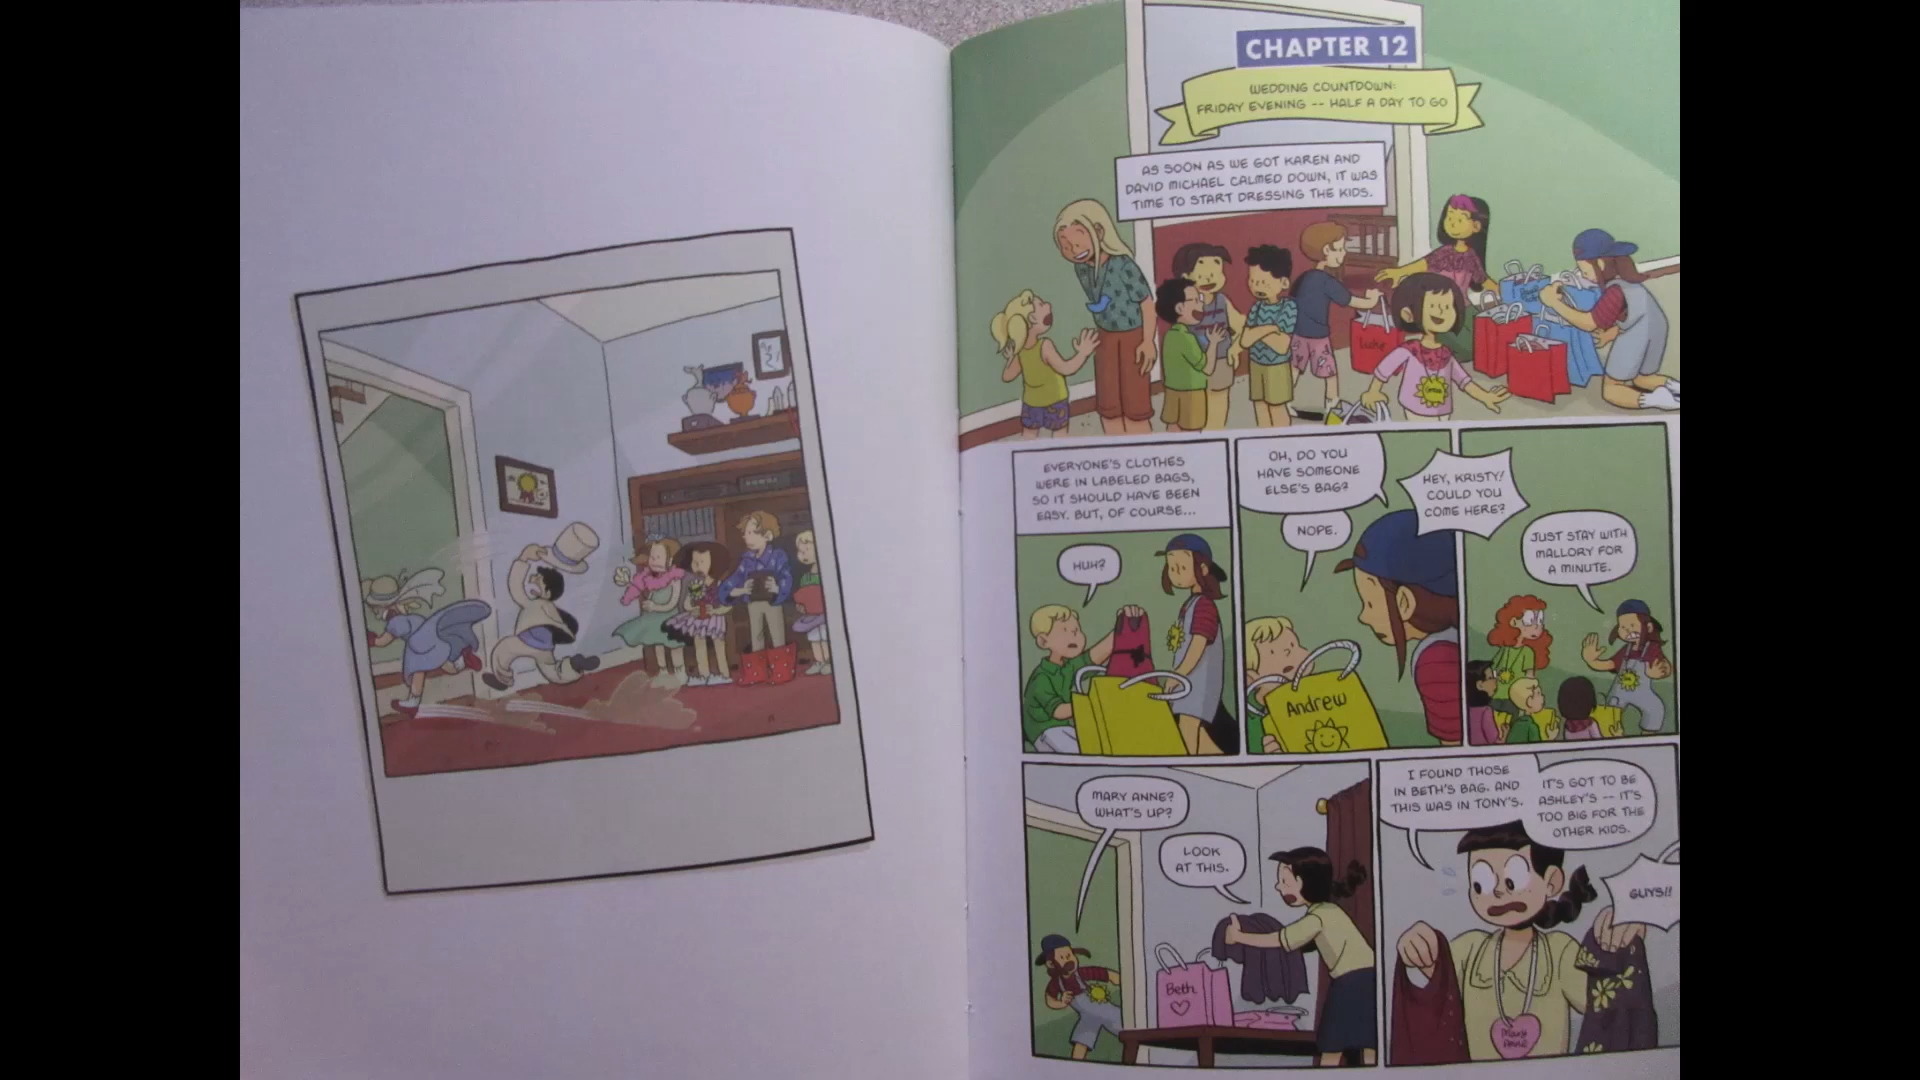 CHAPTER 12
WEDDING COUNTDOWN:
FRIDAY EVENING -- HALF A DAY TO GO
AS SOON AS WE GOT KAREN AND
DAVID MICHAEL CALMED DOWN, IT WAS
TIME TO START DRESSING THE KIDS.
Luke
EVERYONE'S CLOTHES
WERE IN LABELED BAGS,
SO IT SHOULD HAVE BEEN
EASY. BUT, OF COURSE...
HUH?
OH, DO YOU
HAVE SOMEONE
ELSE'S BAG?
NOPE.
Andrew
HEY, KRISTY!
COULD YOU
COME HERE?
JUST STAY WITH
MALLORY FOR
A MINUTE.
MARY ANNE?
WHAT'S UP?
LOOK
AT THIS.
Beth
I FOUND THOSE
IN BETH'S BAG. AND
THIS WAS IN TONY'S.
IT'S GOT TO BE
ASHLEY'S -- IT'S
TOO BIG FOR THE
OTHER KIDS.
GUYS!!
Mary
Anne